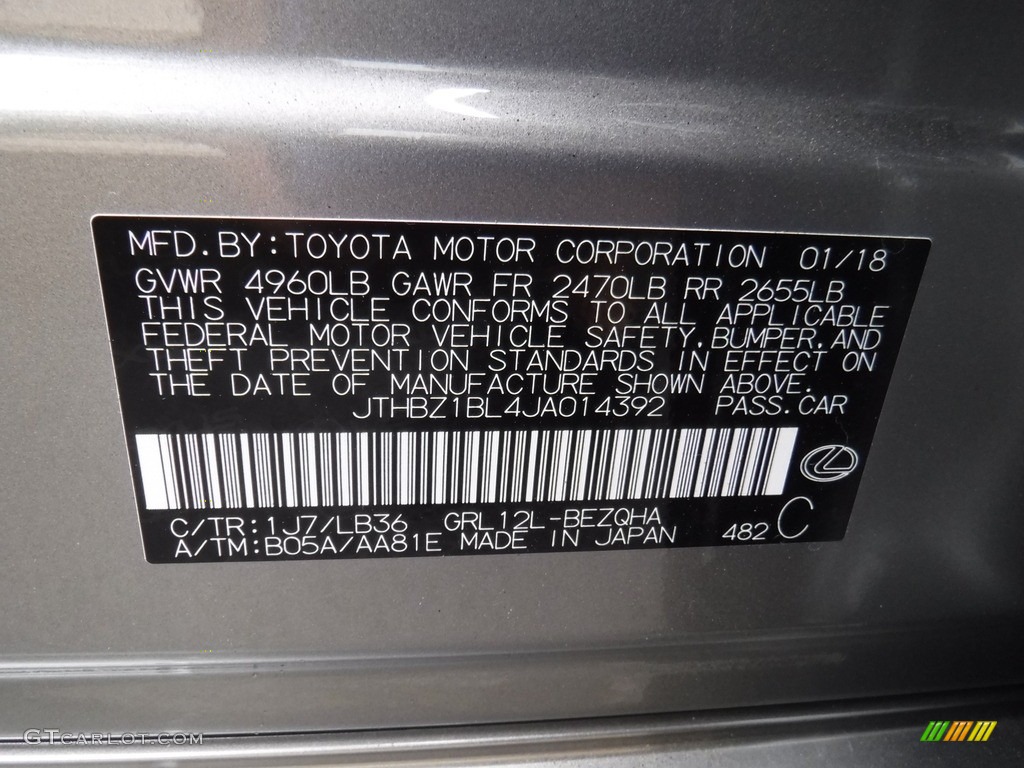 MFD.BY:TOYOTA MOTOR CORPORATION 01/18
GVWR 4960LB GAWR FR 2470LB RR 2655LB
THIS VEHICLE CONFORMS TO ALL APPLICABLE
FEDERAL MOTOR VEHICLE SAFETY,BUMPER,AND
THEFT PREVENTION STANDARDS IN EFFECT ON
THE DATE OF MANUFACTURE SHOWN ABOVE.
JTHBZ1BL4JA014392 PASS.CAR
C/TR:1J7/LB36 GRL12L-BEZQHA
A/TM:B05A/AA81E MADE IN JAPAN 482 C
GTcarlot.com